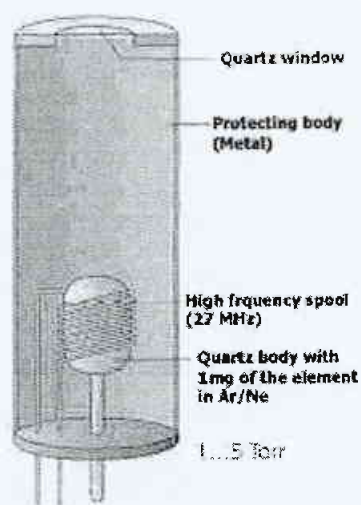 Quartz window
Protecting body
(Metal)
High frquency spool
(27 MHz)
Quartz body with
1mg of the element
in Ar/Ne
1...5 Torr